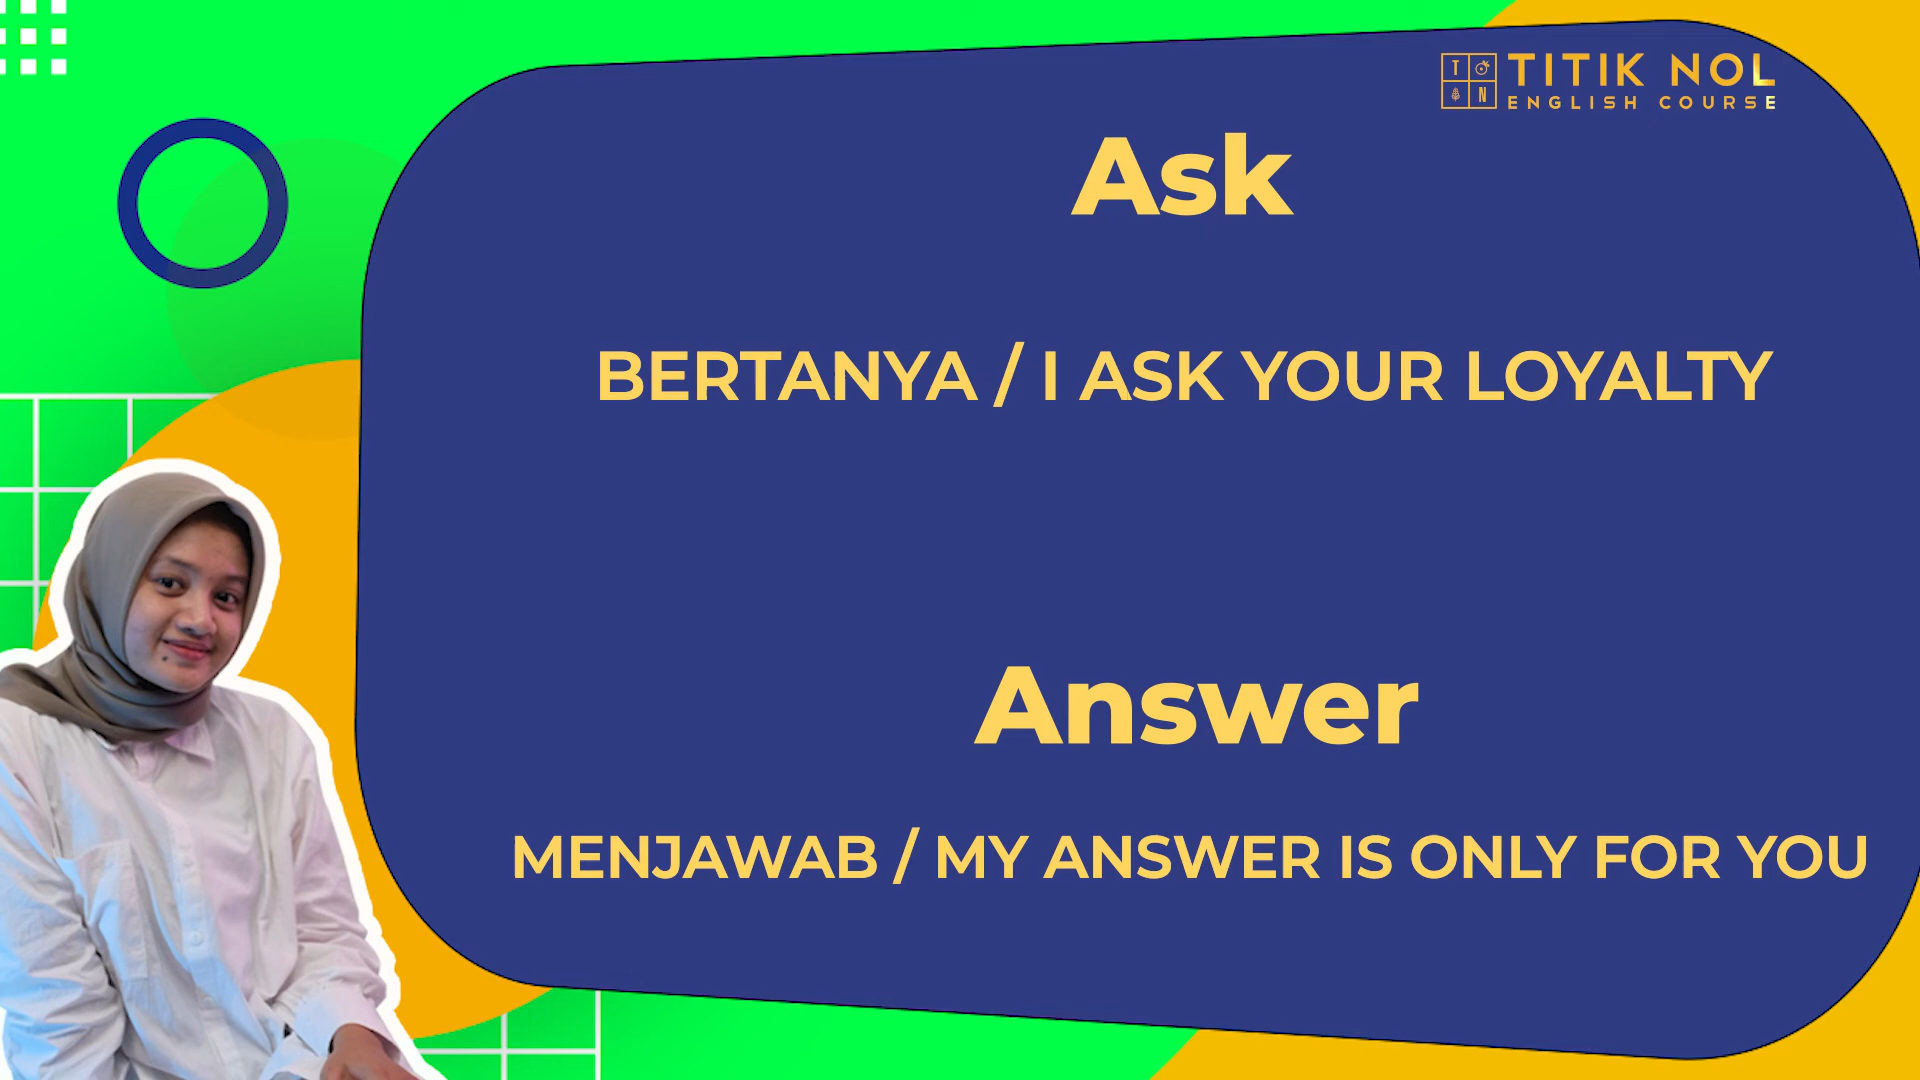 TITIK NOL
ENGLISH COURSE
T
N
Ask
BERTANYA / I ASK YOUR LOYALTY
Answer
MENJAWAB / MY ANSWER IS ONLY FOR YOU